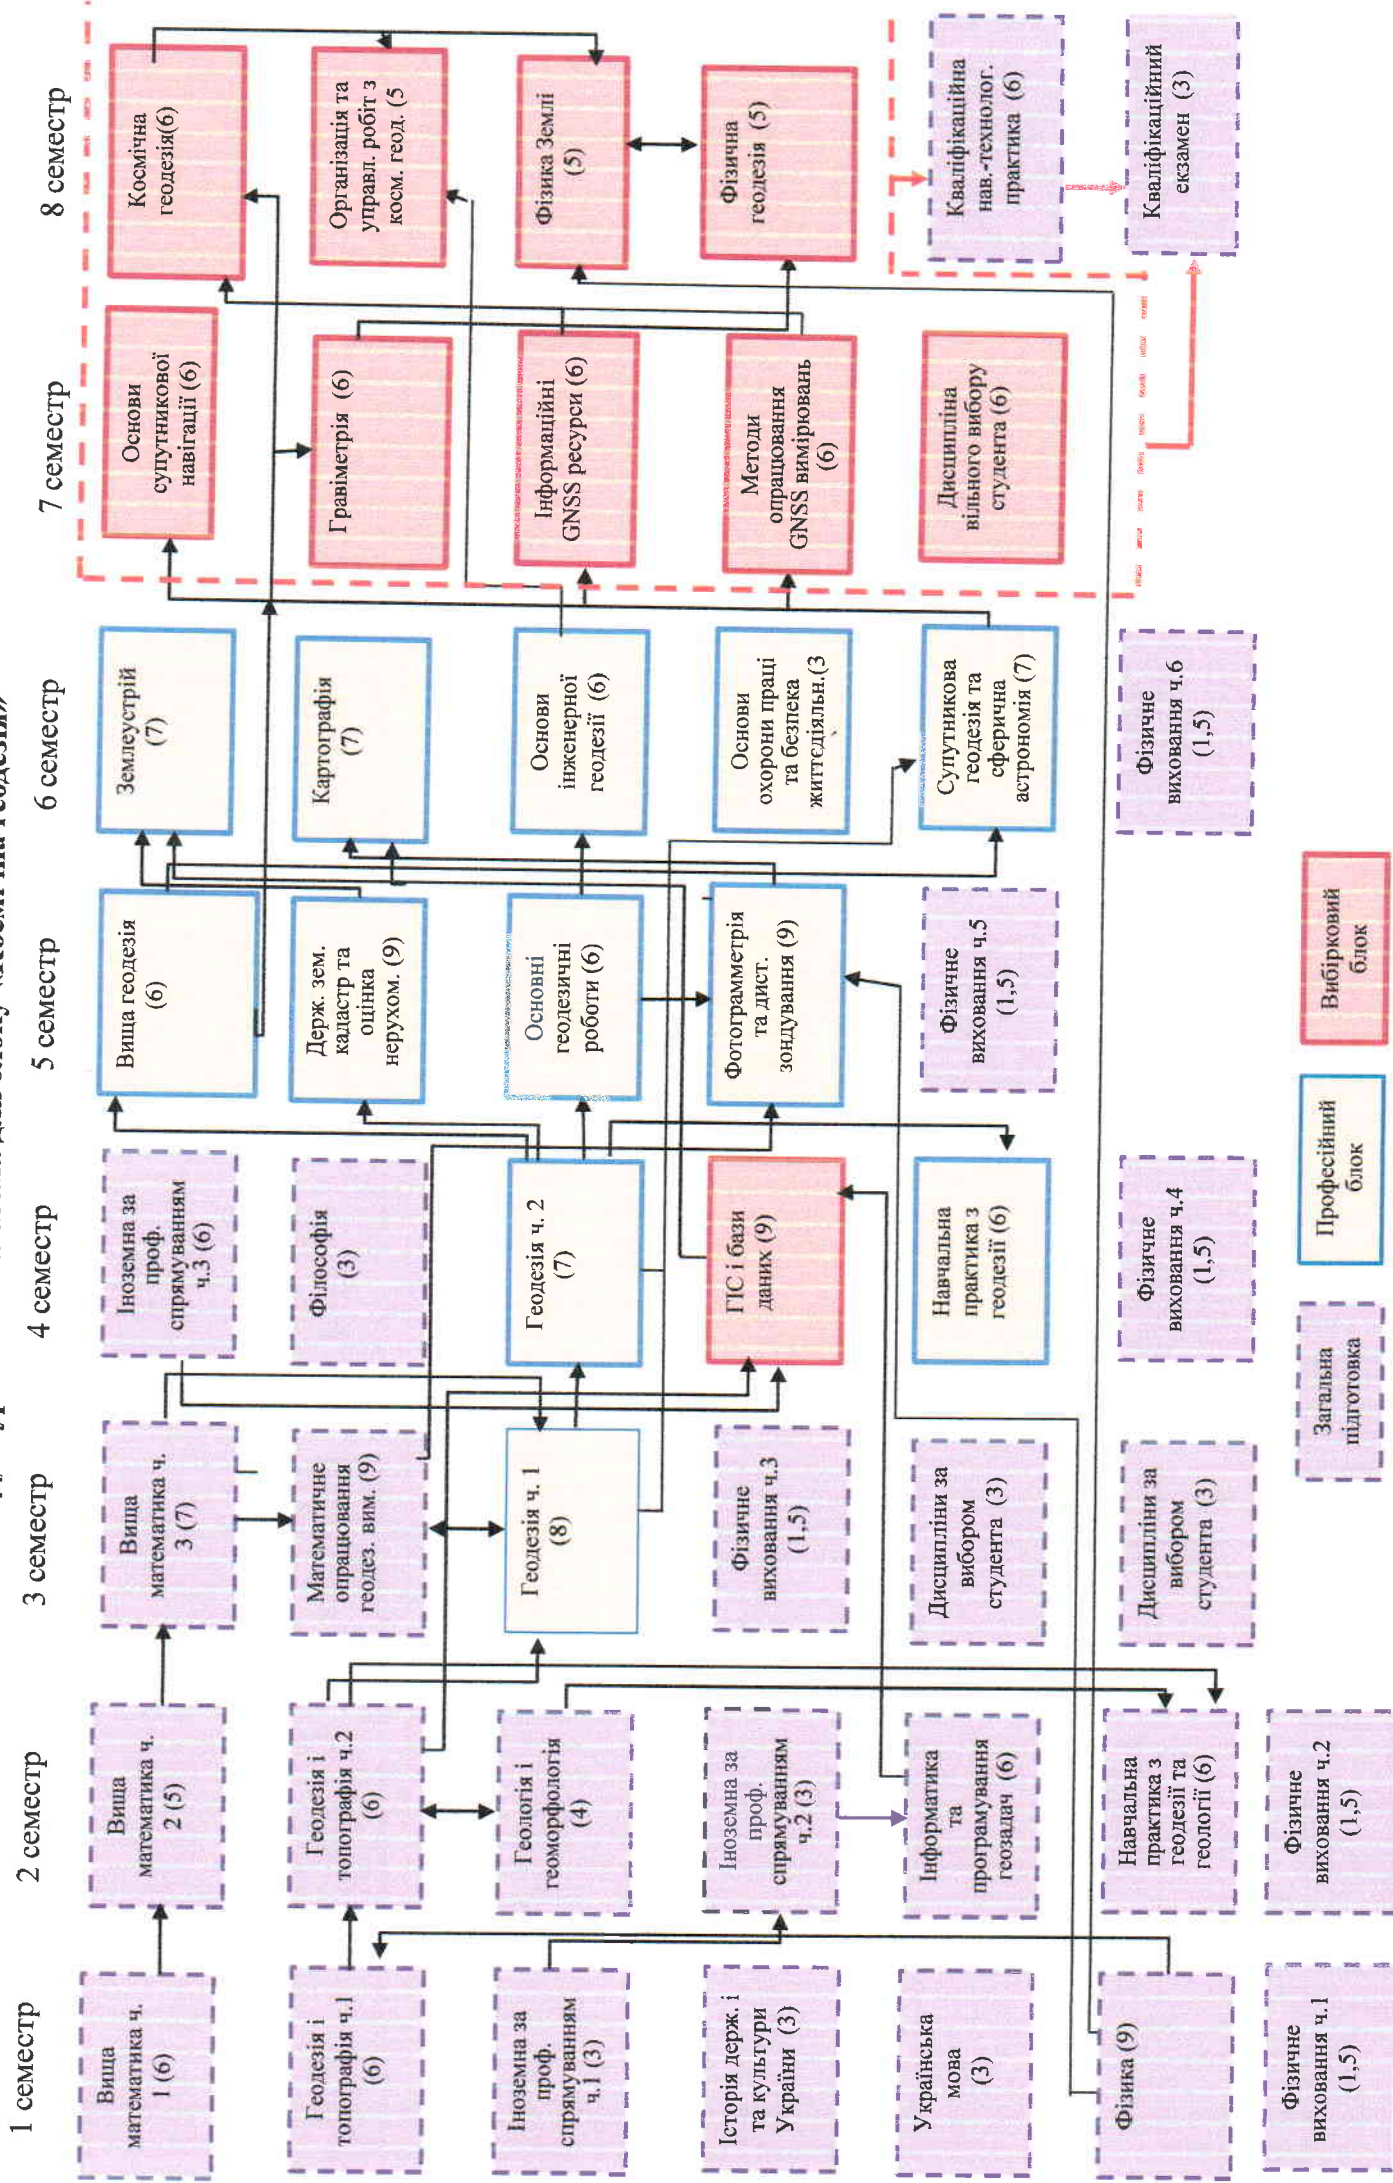 1 семестр
2 семестр
3 семестр
4 семестр
5 семестр
6 семестр
7 семестр
8 семестр
Вища
математика ч.
1 (6)
Геодезія і
топографія ч.1
(6)
Іноземна за
проф.
спрямуванням
ч.1 (3)
Історія держ. і
та культури
України (3)
Українська
мова
(3)
Фізика (9)
Фізичне
виховання ч.1
(1,5)
Вища
математика ч.
2 (5)
Геодезія і
топографія ч.2
(6)
Геологія і
геоморфологія
(4)
Іноземна за
проф.
спрямуванням
ч.2 (3)
Інформатика
та
програмування
геозадач (6)
Навчальна
практика з
геодезії та
геології (6)
Фізичне
виховання ч.2
(1,5)
Вища
математика ч.
3 (7)
Математичне
опрацювання
геодез. вим. (9)
Геодезія ч. 1
(8)
Фізичне
виховання ч.3
(1,5)
Дисципліни за
вибором
студента (3)
Дисципліни за
вибором
студента (3)
Іноземна за
проф.
спрямуванням
ч.3 (6)
Філософія
(3)
Геодезія ч. 2
(7)
ГІС і бази
даних (9)
Навчальна
практика з
геодезії (6)
Фізичне
виховання ч.4
(1,5)
Вища геодезія
(6)
Держ. зем.
кадастр та
оцінка
нерухом. (9)
Основні
геодезичні
роботи (6)
Фотограмметрія
та дист.
зондування (9)
Фізичне
виховання ч.5
(1,5)
Землеустрій
(7)
Картографія
(7)
Основи
інженерної
геодезії (6)
Основи
охорони праці
та безпека
життєдіяльн.(3
Супутникова
геодезія та
сферична
астрономія (7)
Фізичне
виховання ч.6
(1,5)
Основи
супутникової
навігації (6)
Гравіметрія (6)
Інформаційні
GNSS ресурси (6)
Методи
опрацювання
GNSS вимірювань
(6)
Дисципліна
вільного вибору
студента (6)
Космічна
геодезія(6)
Організація та
управл. робіт з
косм. геод. (5
Фізика Землі
(5)
Фізична
геодезія (5)
Кваліфікаційна
нав.-технолог.
практика (6)
Кваліфікаційний
екзамен (3)
Загальна
підготовка
Професійний
блок
Вибірковий
блок